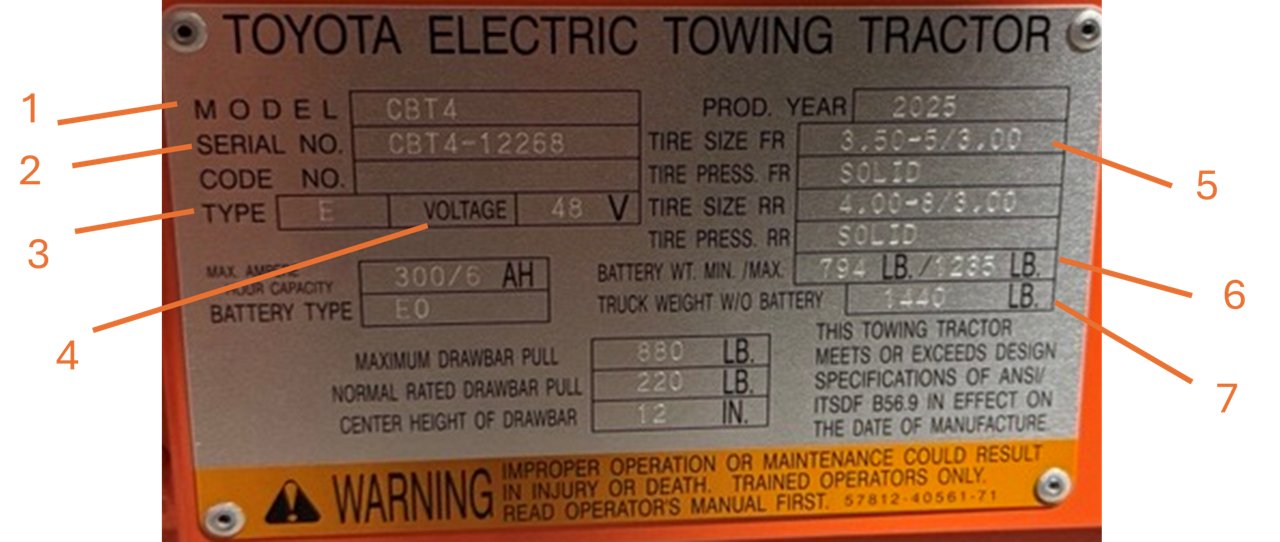 TOYOTA ELECTRIC TOWING TRACTOR
1
MODEL CBT4 PROD. YEAR 2025
2
SERIAL NO. CBT4-12268 TIRE SIZE FR 3.50-5/3.00
5
CODE NO. TIRE PRESS. FR SOLID
3
TYPE E VOLTAGE 48 V TIRE SIZE RR 4.00-8/3.00
TIRE PRESS. RR SOLID
4
MAX. AMPERE
HOUR CAPACITY 300/6 AH BATTERY WT. MIN. /MAX. 794 LB./1235 LB.
6
BATTERY TYPE EO TRUCK WEIGHT W/O BATTERY 1440 LB.
7
MAXIMUM DRAWBAR PULL 880 LB.
NORMAL RATED DRAWBAR PULL 220 LB.
CENTER HEIGHT OF DRAWBAR 12 IN.
THIS TOWING TRACTOR
MEETS OR EXCEEDS DESIGN
SPECIFICATIONS OF ANSI/
ITSDF B56.9 IN EFFECT ON
THE DATE OF MANUFACTURE
WARNING
IMPROPER OPERATION OR MAINTENANCE COULD RESULT
IN INJURY OR DEATH. TRAINED OPERATORS ONLY.
READ OPERATOR'S MANUAL FIRST. 57812-40561-71